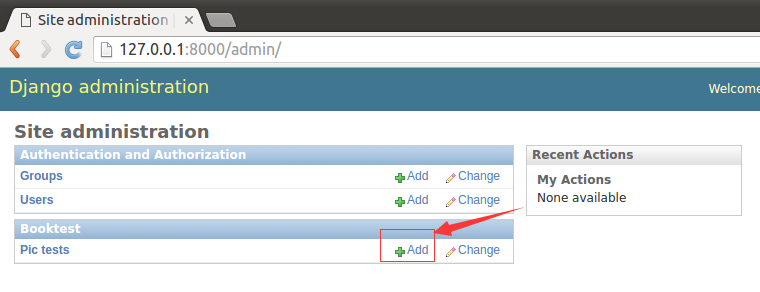 Site administration
127.0.0.1:8000/admin/
Django administration
Welcome
Site administration
Authentication and Authorization
Groups Add Change
Users Add Change
Booktest
Pic tests Add Change
Recent Actions
My Actions
None available